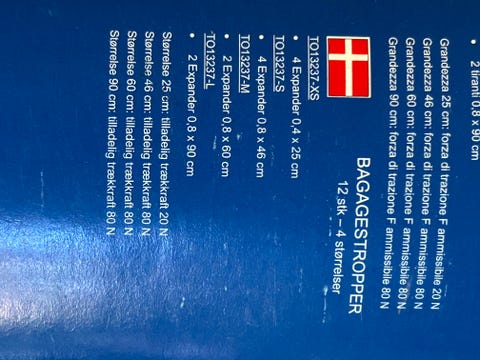 • 2 tiranti 0,8 x 90 cm
Grandezza 25 cm: forza di trazione F ammissibile 20 N
Grandezza 46 cm: forza di trazione F ammissibile 80 N
Grandezza 60 cm: forza di trazione F ammissibile 80 N
Grandezza 90 cm: forza di trazione F ammissibile 80 N
BAGAGESTROPPER
12 stk – 4 størrelser
TO13237-XS
• 4 Expander 0,4 x 25 cm
TO13237-S
• 4 Expander 0,8 x 46 cm
TO13237-M
• 2 Expander 0,8 x 60 cm
TO13237-L
• 2 Expander 0,8 x 90 cm
Størrelse 25 cm: tilladelig trækkraft 20 N
Størrelse 46 cm: tilladelig trækkraft 80 N
Størrelse 60 cm: tilladelig trækkraft 80 N
Størrelse 90 cm: tilladelig trækkraft 80 N